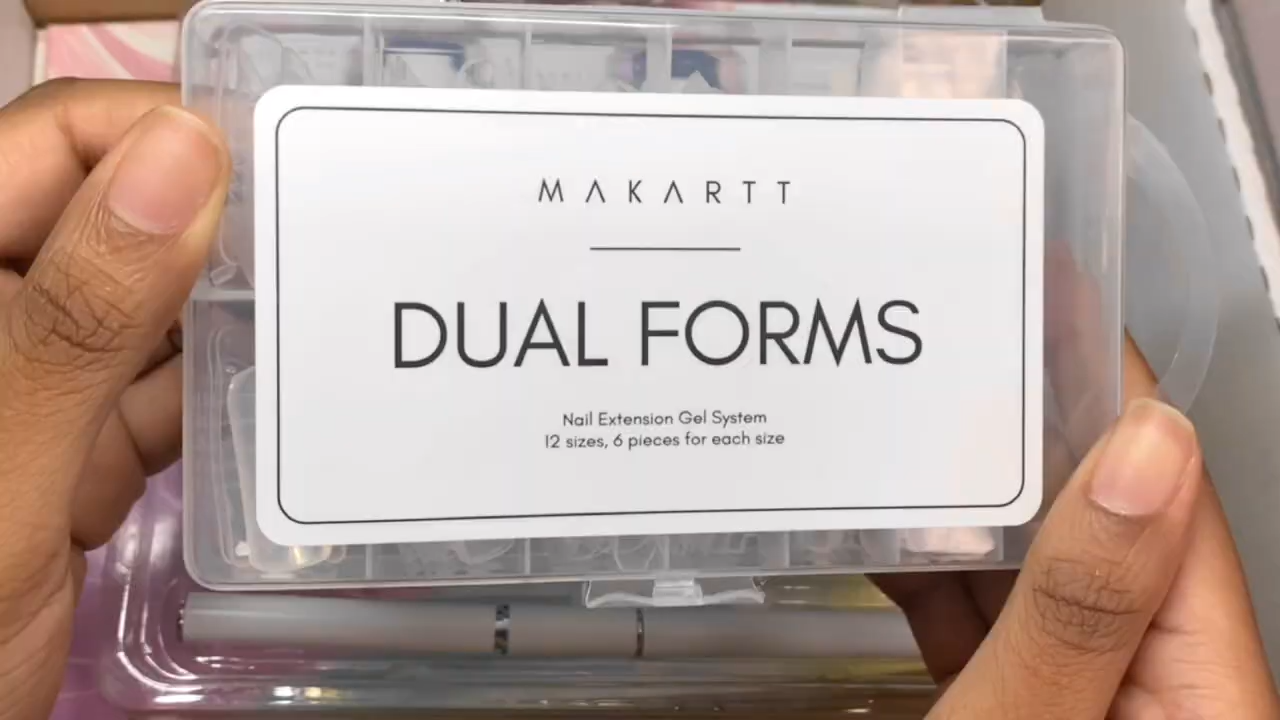 MAKARTT
DUAL FORMS
Nail Extension Gel System
12 sizes, 6 pieces for each size